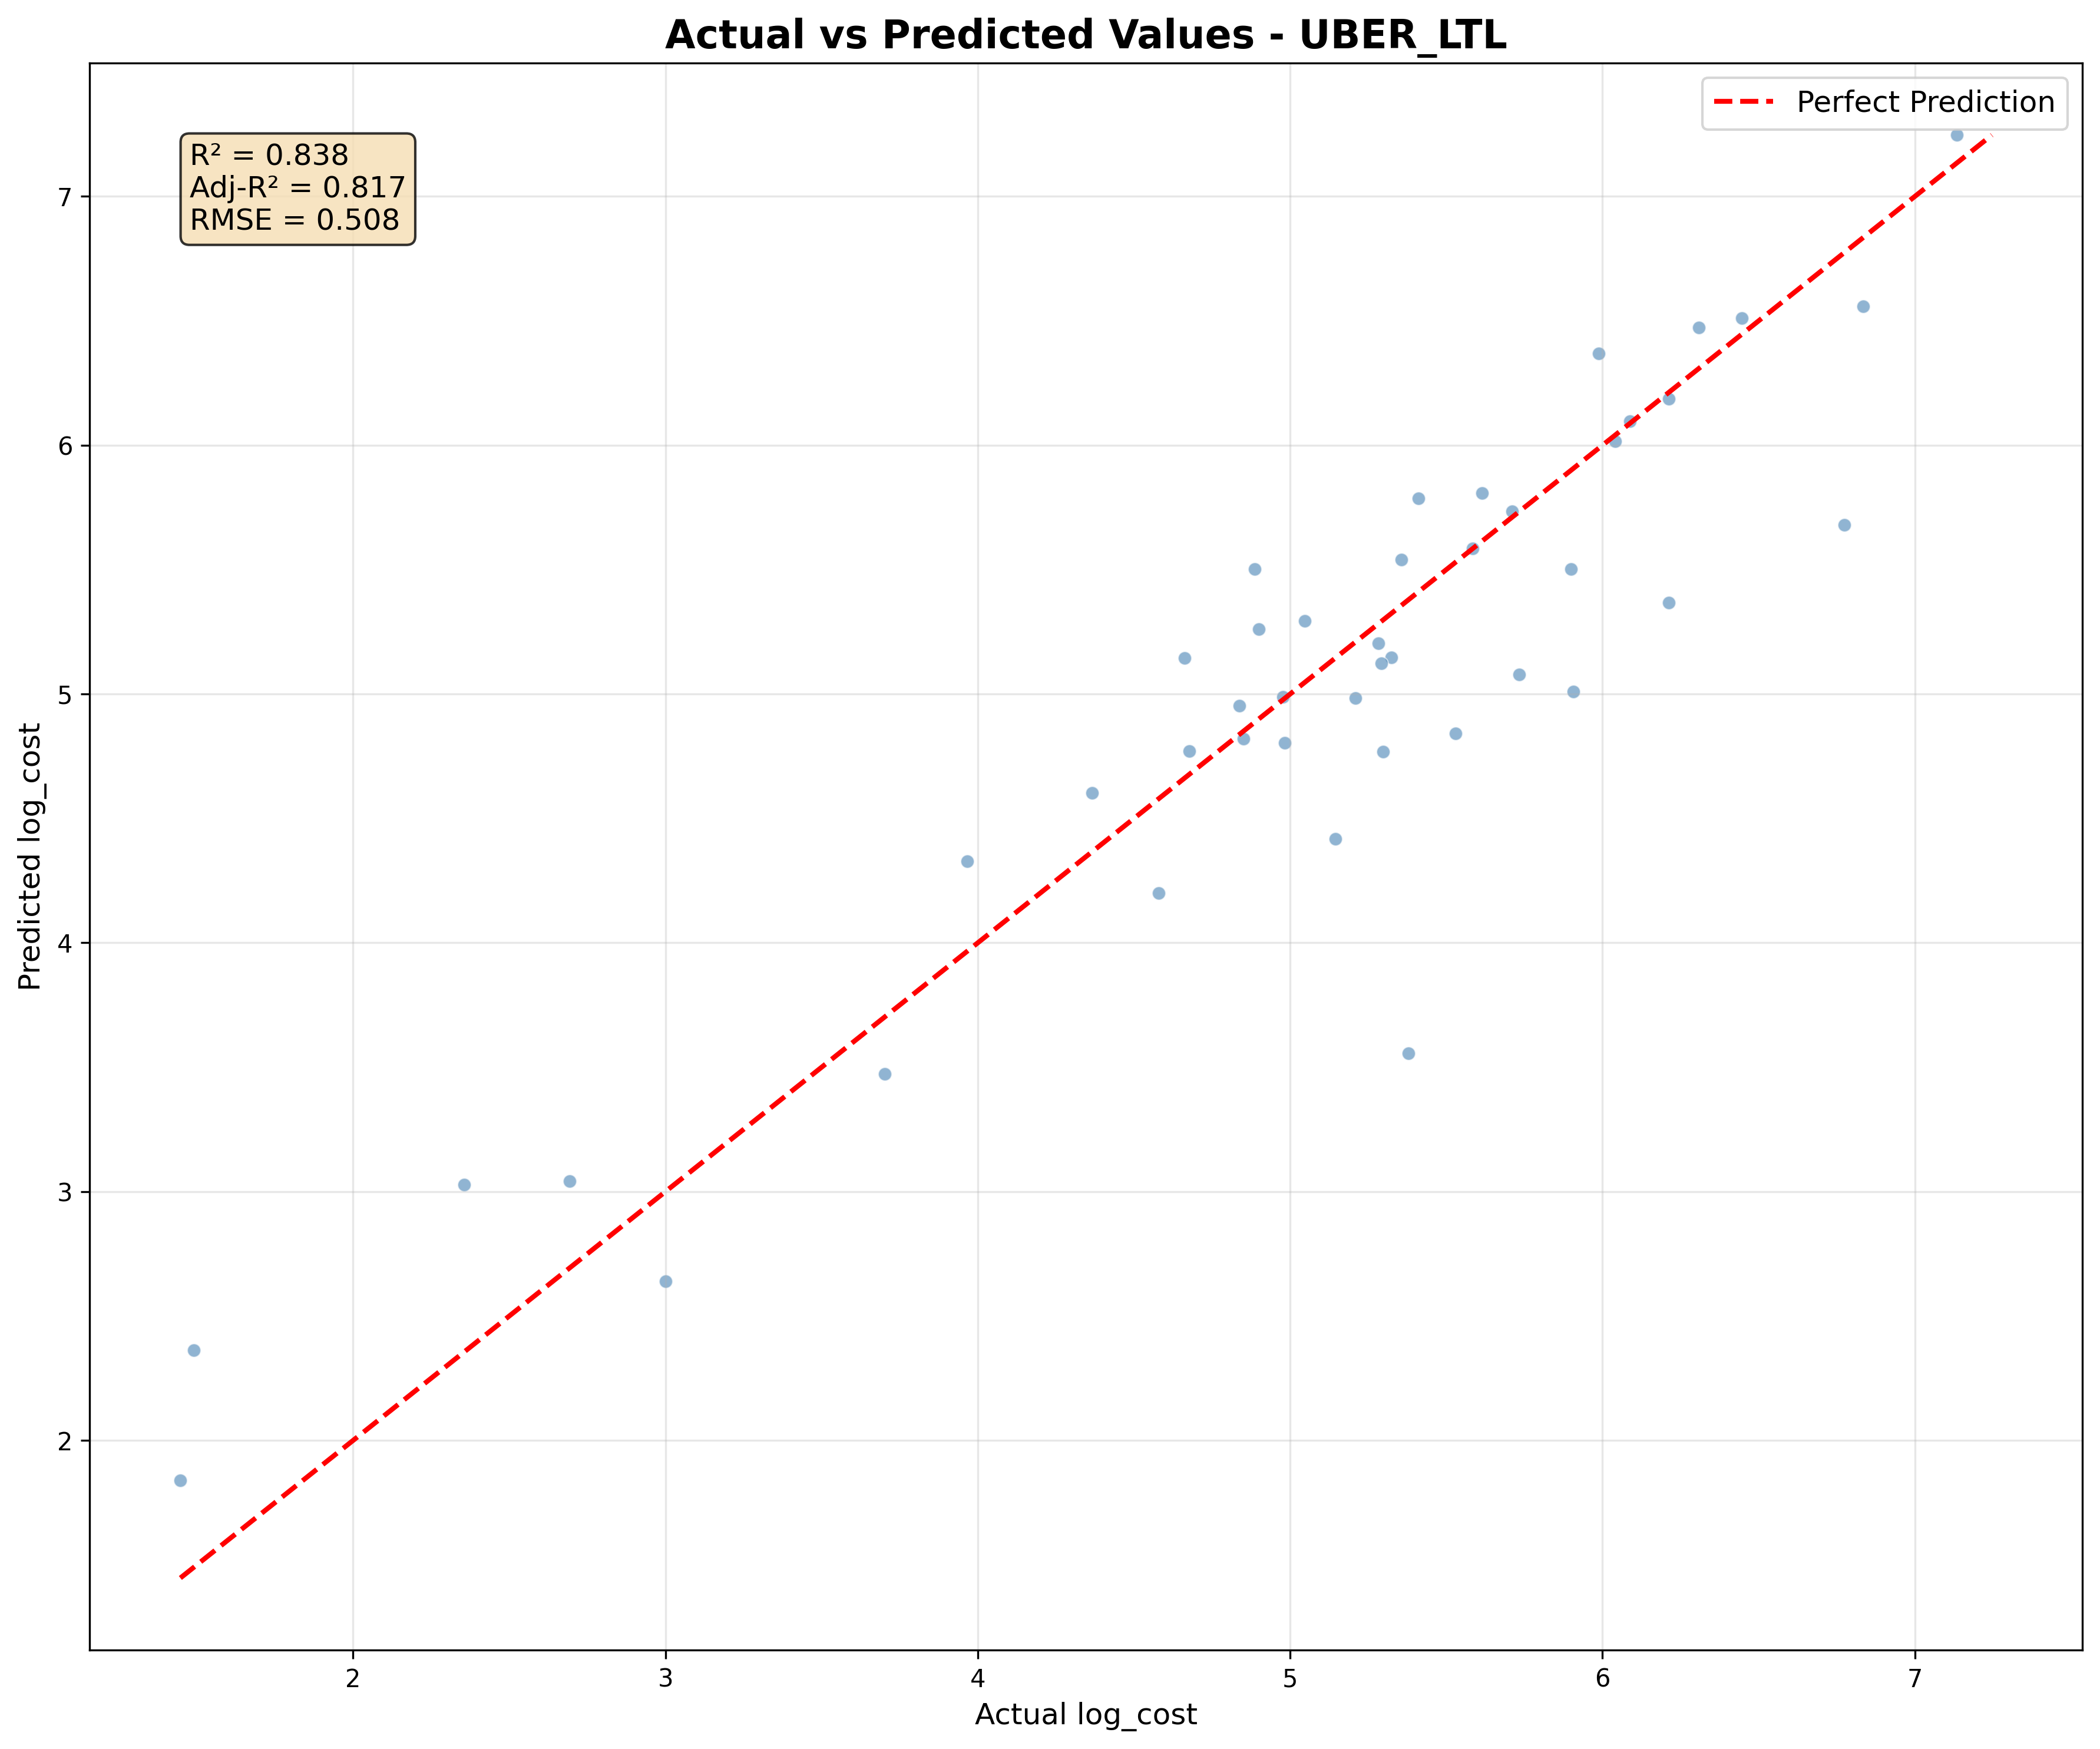 Actual vs Predicted Values - UBER_LTL
Perfect Prediction
R² = 0.838
Adj-R² = 0.817
RMSE = 0.508
7
6
5
4
3
2
Predicted log_cost
2 3 4 5 6 7
Actual log_cost